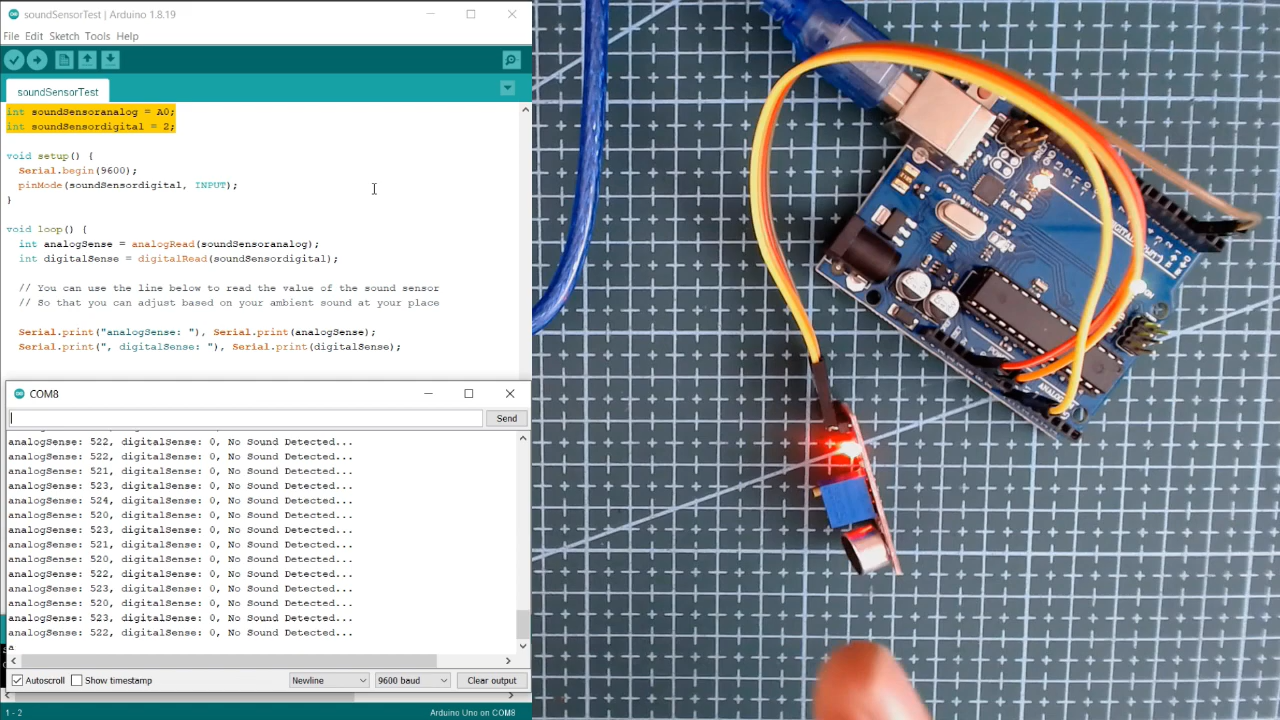 soundSensorTest | Arduino 1.8.19
File Edit Sketch Tools Help
soundSensorTest
int soundSensoranalog = A0;
int soundSensordigital = 2;
void setup() {
Serial.begin(9600);
pinMode(soundSensordigital, INPUT);
}
void loop() {
int analogSense = analogRead(soundSensoranalog);
int digitalSense = digitalRead(soundSensordigital);
// You can use the line below to read the value of the sound sensor
// So that you can adjust based on your ambient sound at your place
Serial.print("analogSense: "), Serial.print(analogSense);
Serial.print(", digitalSense: "), Serial.print(digitalSense);
COM8
Send
analogSense: 522, digitalSense: 0, No Sound Detected...
analogSense: 522, digitalSense: 0, No Sound Detected...
analogSense: 521, digitalSense: 0, No Sound Detected...
analogSense: 523, digitalSense: 0, No Sound Detected...
analogSense: 524, digitalSense: 0, No Sound Detected...
analogSense: 520, digitalSense: 0, No Sound Detected...
analogSense: 523, digitalSense: 0, No Sound Detected...
analogSense: 521, digitalSense: 0, No Sound Detected...
analogSense: 520, digitalSense: 0, No Sound Detected...
analogSense: 522, digitalSense: 0, No Sound Detected...
analogSense: 523, digitalSense: 0, No Sound Detected...
analogSense: 520, digitalSense: 0, No Sound Detected...
analogSense: 523, digitalSense: 0, No Sound Detected...
analogSense: 522, digitalSense: 0, No Sound Detected...
a
Autoscroll Show timestamp Newline 9600 baud Clear output
1 - 2 Arduino Uno on COM8